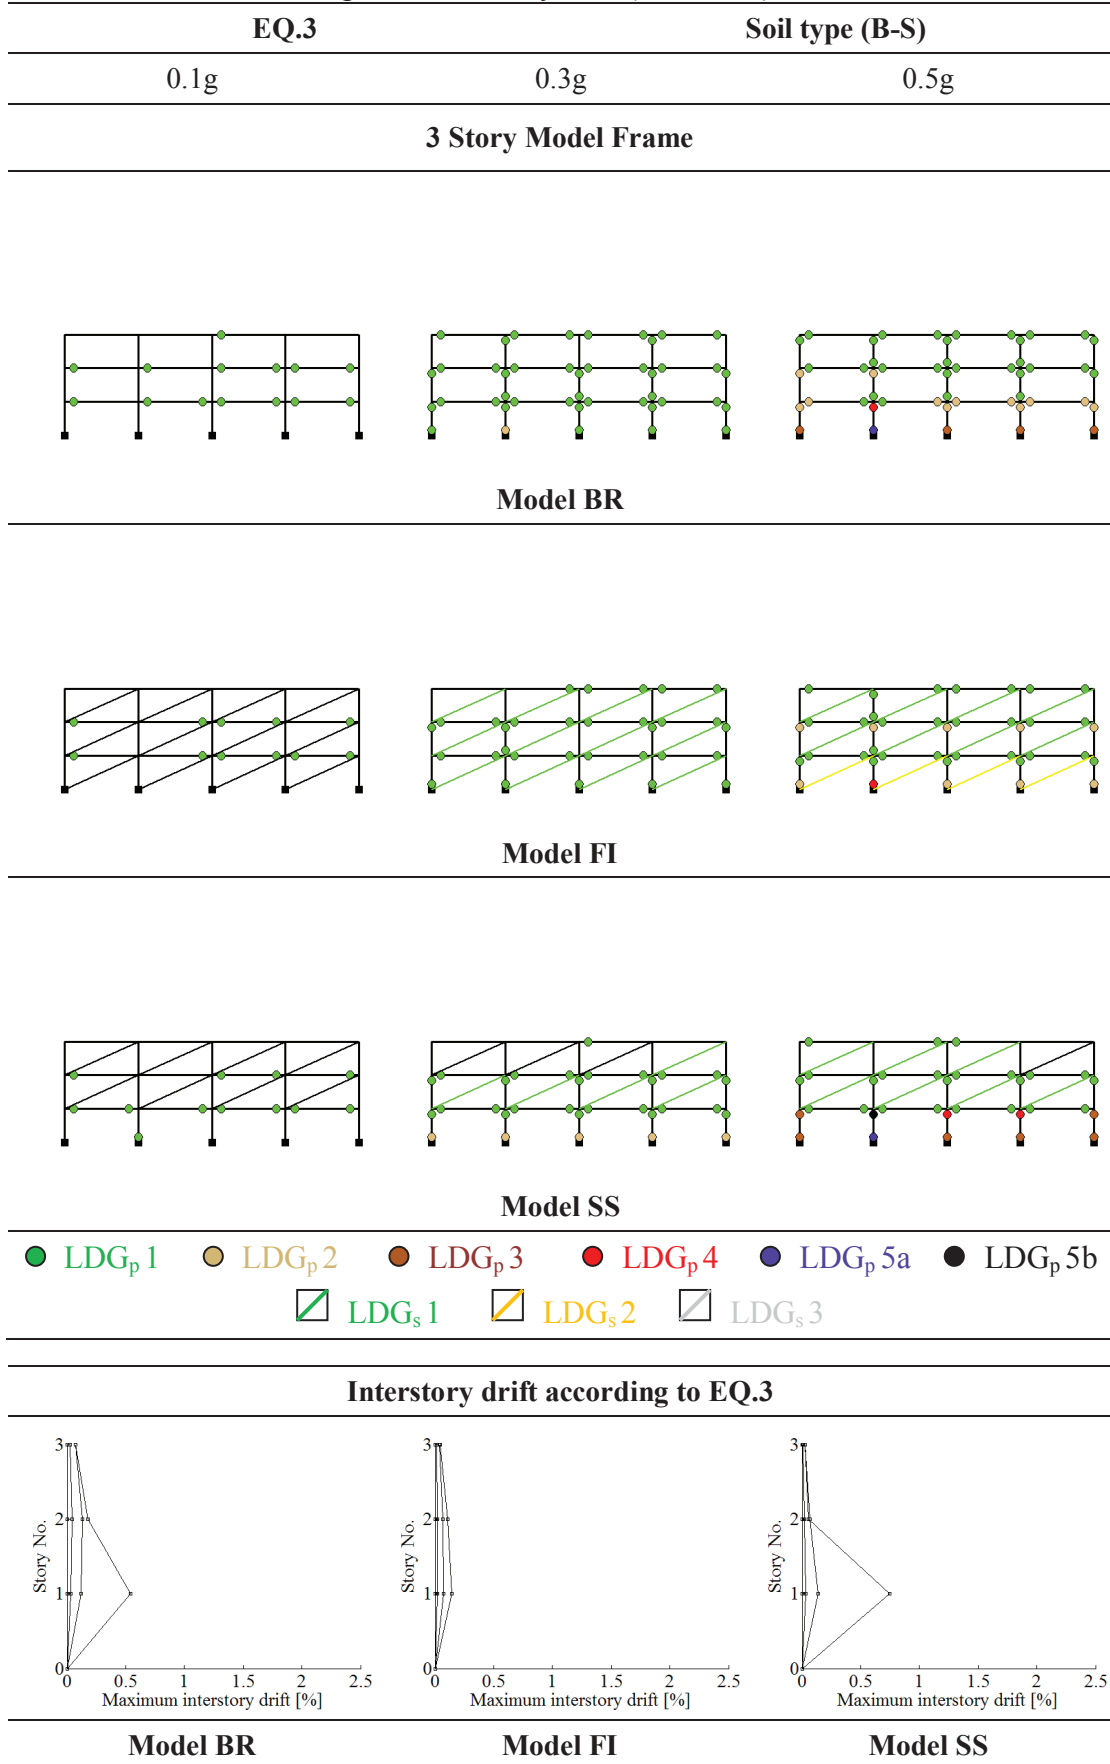 EQ.3 Soil type (B-S)
0.1g 0.3g 0.5g
3 Story Model Frame
Model BR
Model FI
Model SS
LDGp 1 LDGp 2 LDGp 3 LDGp 4 LDGp 5a LDGp 5b
LDGs 1 LDGs 2 LDGs 3
Interstory drift according to EQ.3
3
2
1
0
Story No.
0 0.5 1 1.5 2 2.5
Maximum interstory drift [%]
Model BR
3
2
1
0
Story No.
0 0.5 1 1.5 2 2.5
Maximum interstory drift [%]
Model FI
3
2
1
0
Story No.
0 0.5 1 1.5 2 2.5
Maximum interstory drift [%]
Model SS